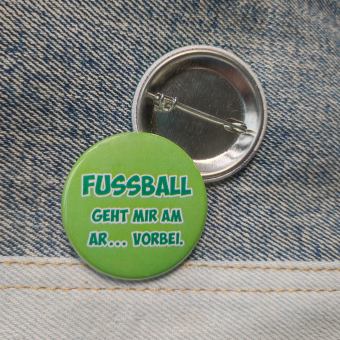 FUSSBALL
GEHT MIR AM
AR... VORBEI.